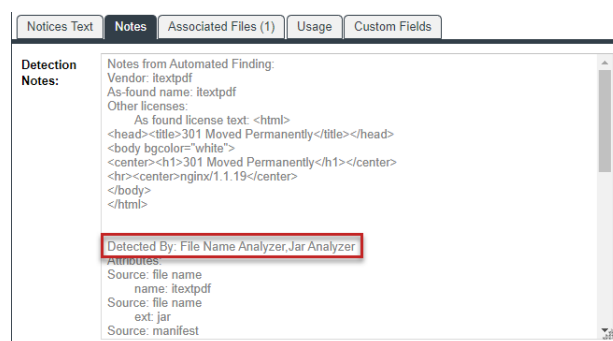 Notices Text Notes Associated Files (1) Usage Custom Fields
Detection Notes:
Notes from Automated Finding:
Vendor: itextpdf
As-found name: itextpdf
Other licenses:
As found license text: <html>
<head><title>301 Moved Permanently</title></head>
<body bgcolor="white">
<center><h1>301 Moved Permanently</h1></center>
<hr><center>nginx/1.1.19</center>
</body>
</html>
Detected By: File Name Analyzer,Jar Analyzer
Attributes:
Source: file name
name: itextpdf
Source: file name
ext: jar
Source: manifest